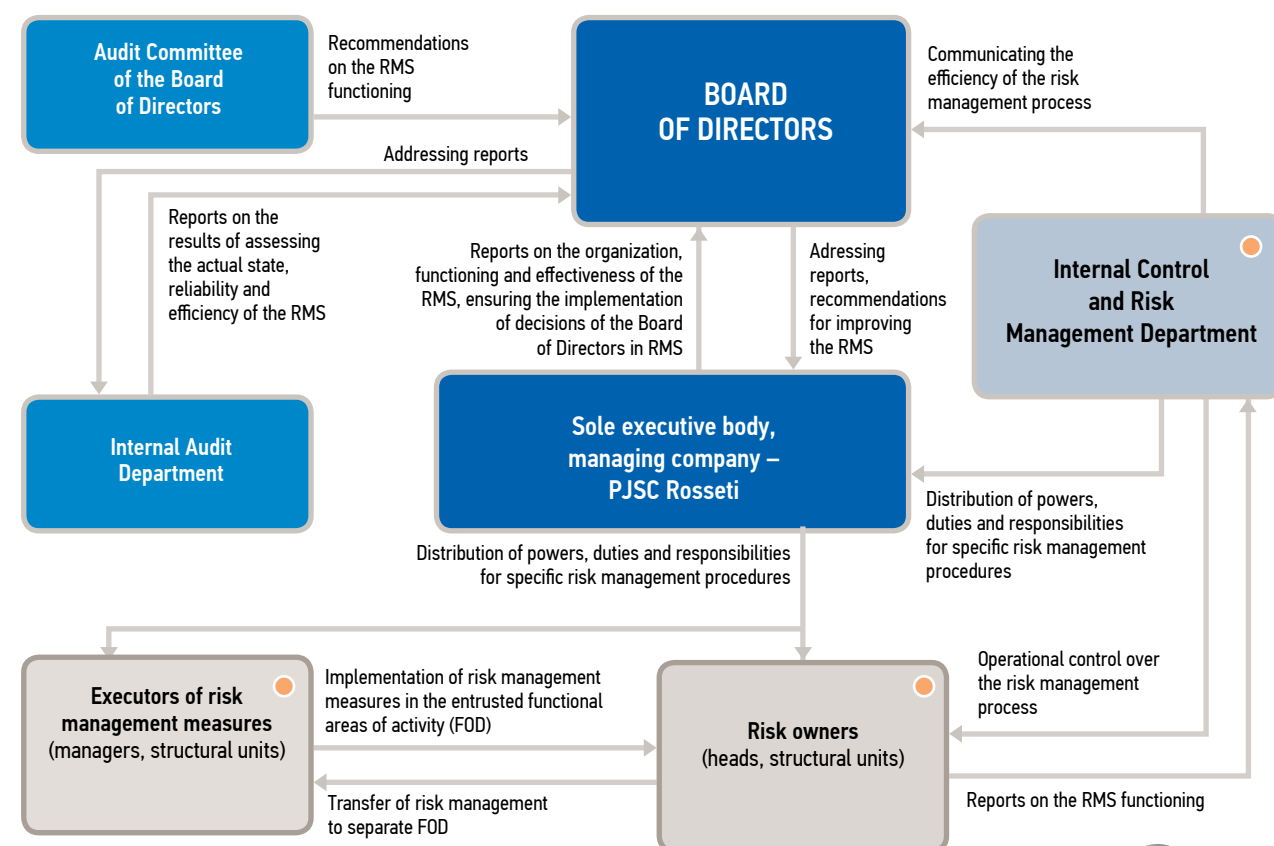 Audit Committee
of the Board
of Directors
Recommendations
on the RMS
functioning
BOARD
OF DIRECTORS
Communicating the
efficiency of the risk
management process
Addressing reports
Reports on the
results of assessing
the actual state,
reliability and
efficiency of the RMS
Reports on the organization,
functioning and effectiveness of the
RMS, ensuring the implementation
of decisions of the Board
of Directors in RMS
Adressing
reports,
recommendations
for improving
the RMS
Internal Control
and Risk
Management Department
Internal Audit
Department
Sole executive body,
managing company –
PJSC Rosseti
Distribution of powers,
duties and responsibilities
for specific risk management
procedures
Distribution of powers, duties and responsibilities
for specific risk management procedures
Executors of risk
management measures
(managers, structural units)
Implementation of risk management
measures in the entrusted functional
areas of activity (FOD)
Risk owners
(heads, structural units)
Operational control over
the risk management
process
Transfer of risk management
to separate FOD
Reports on the RMS functioning